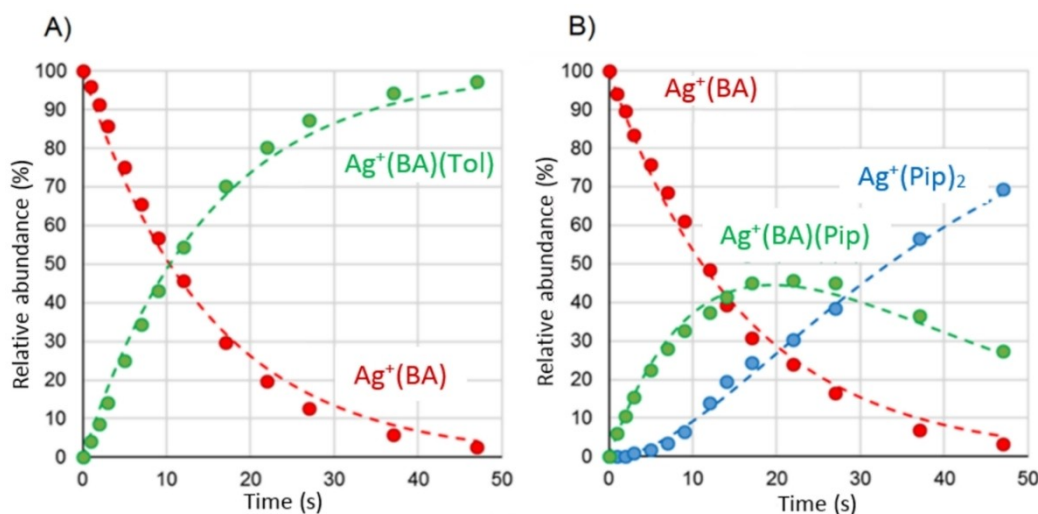 A)
Relative abundance (%)
100
90
80
70
60
50
40
30
20
10
0
Ag⁺(BA)(Tol)
Ag⁺(BA)
0 10 20 30 40 50
Time (s)
B)
Relative abundance (%)
100
90
80
70
60
50
40
30
20
10
0
Ag⁺(BA)
Ag⁺(Pip)₂
Ag⁺(BA)(Pip)
0 10 20 30 40 50
Time (s)